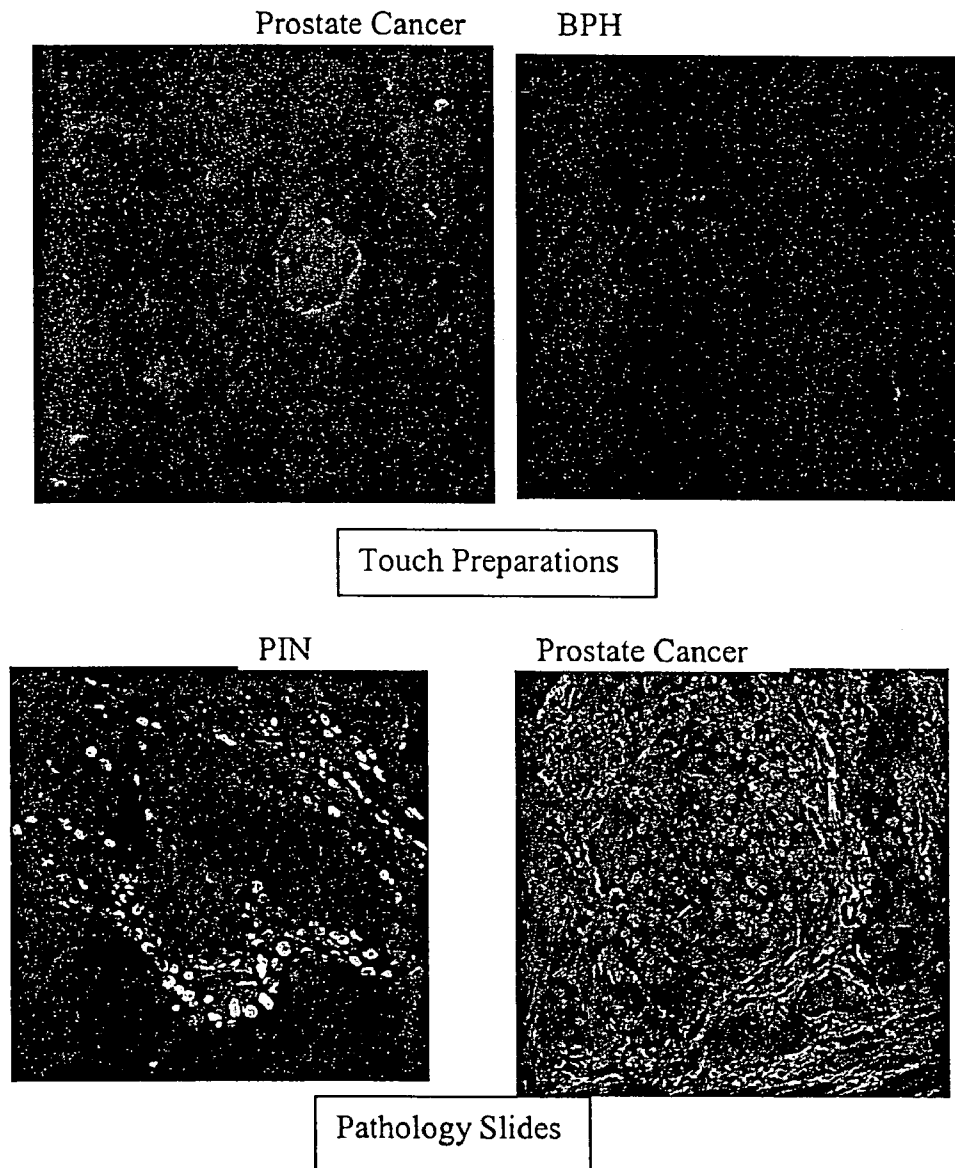 Prostate Cancer BPH
Touch Preparations
PIN Prostate Cancer
Pathology Slides